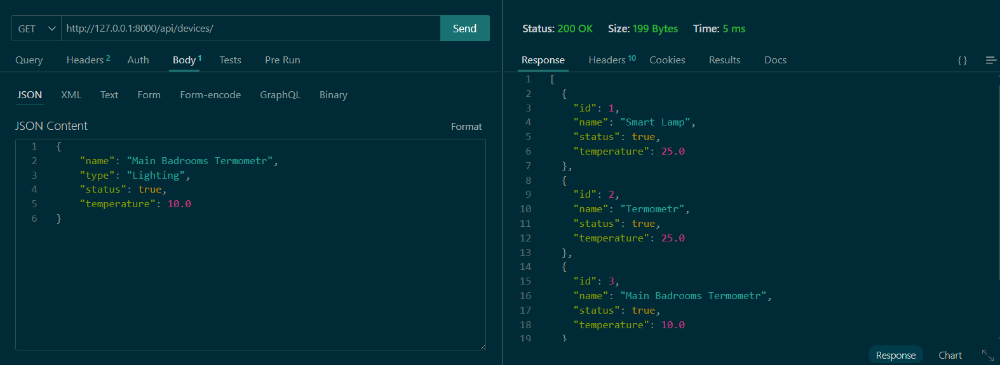 GET http://127.0.0.1:8000/api/devices/ Send
Query Headers 2 Auth Body 1 Tests Pre Run
JSON XML Text Form Form-encode GraphQL Binary
JSON Content Format
1 {
2 "name": "Main Badrooms Termometr",
3 "type": "Lighting",
4 "status": true,
5 "temperature": 10.0
6 }
Status: 200 OK Size: 199 Bytes Time: 5 ms
Response Headers 10 Cookies Results Docs { }
1 [
2 {
3 "id": 1,
4 "name": "Smart Lamp",
5 "status": true,
6 "temperature": 25.0
7 },
8 {
9 "id": 2,
10 "name": "Termometr",
11 "status": true,
12 "temperature": 25.0
13 },
14 {
15 "id": 3,
16 "name": "Main Badrooms Termometr",
17 "status": true,
18 "temperature": 10.0
19 }
Response Chart